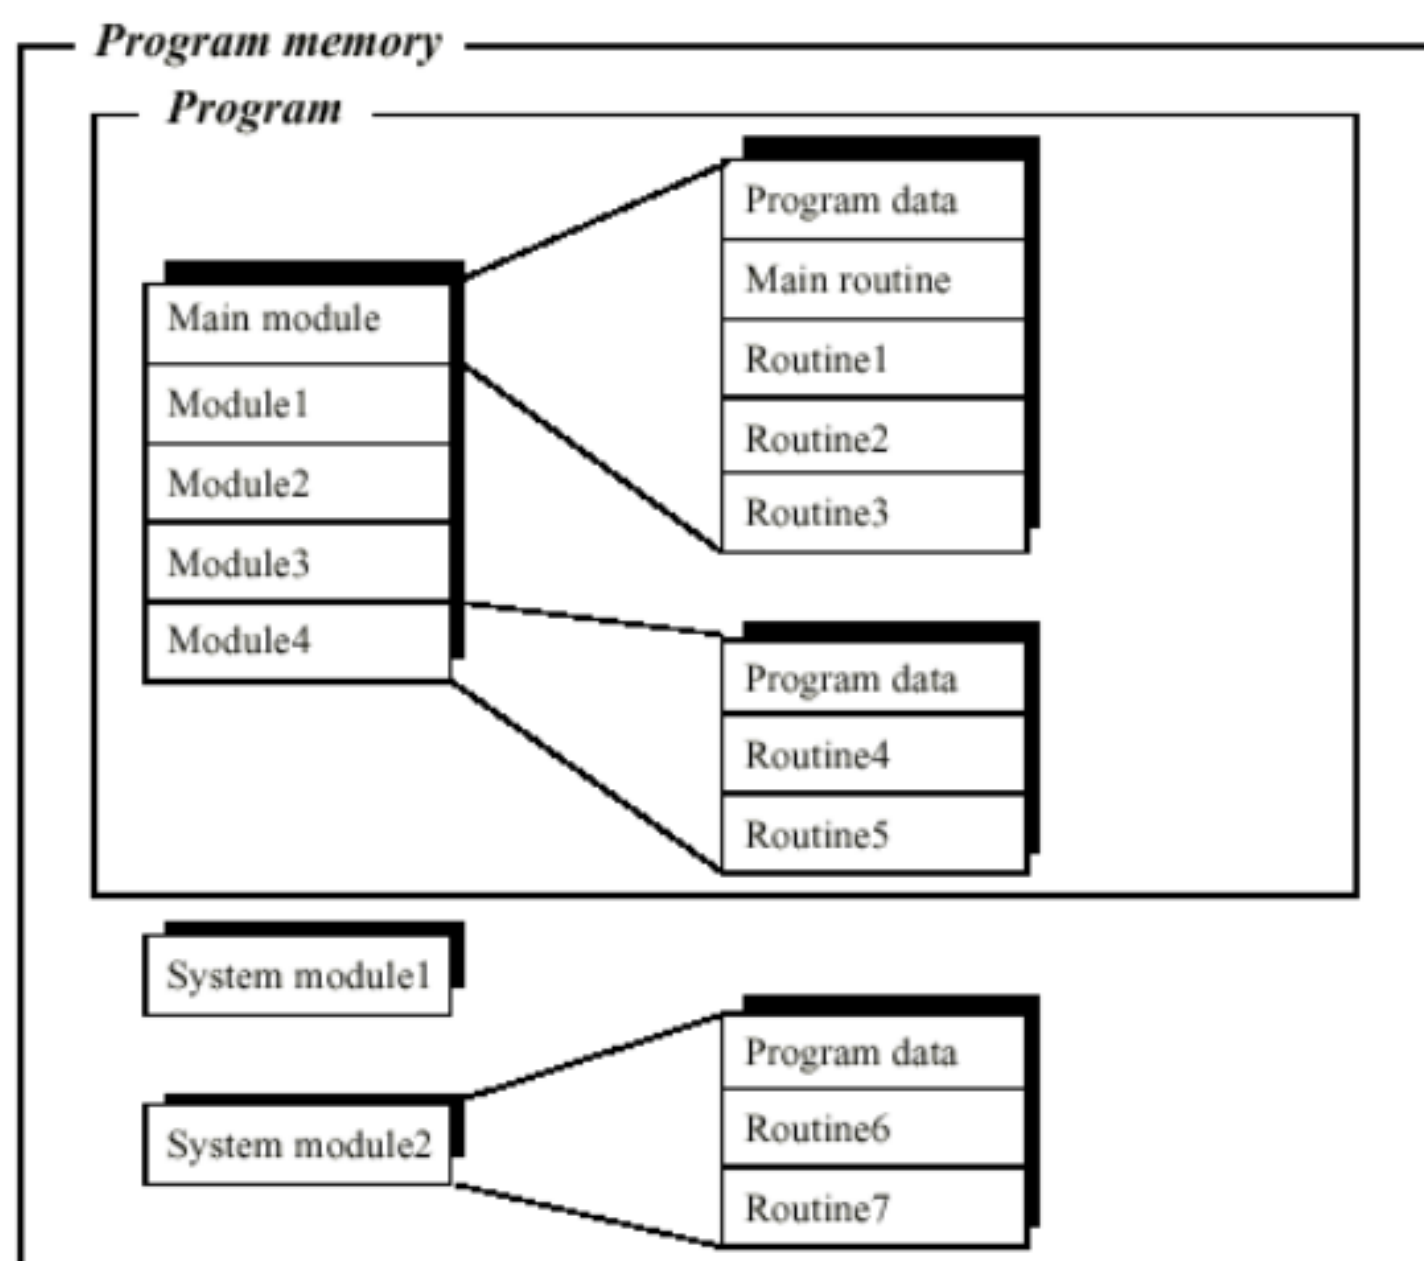 Program memory
Program
Main module
Module1
Module2
Module3
Module4
Program data
Main routine
Routine1
Routine2
Routine3
Program data
Routine4
Routine5
System module1
System module2
Program data
Routine6
Routine7